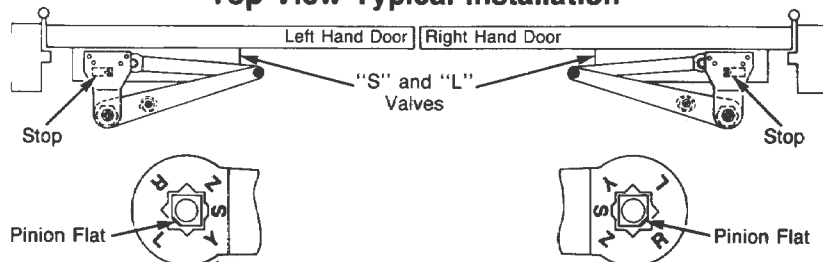 Top View Typical Installation
Left Hand Door
Right Hand Door
"S" and "L"
Valves
Stop
Stop
R Z
S
L Y
Y L
S
Z R
Pinion Flat
Pinion Flat